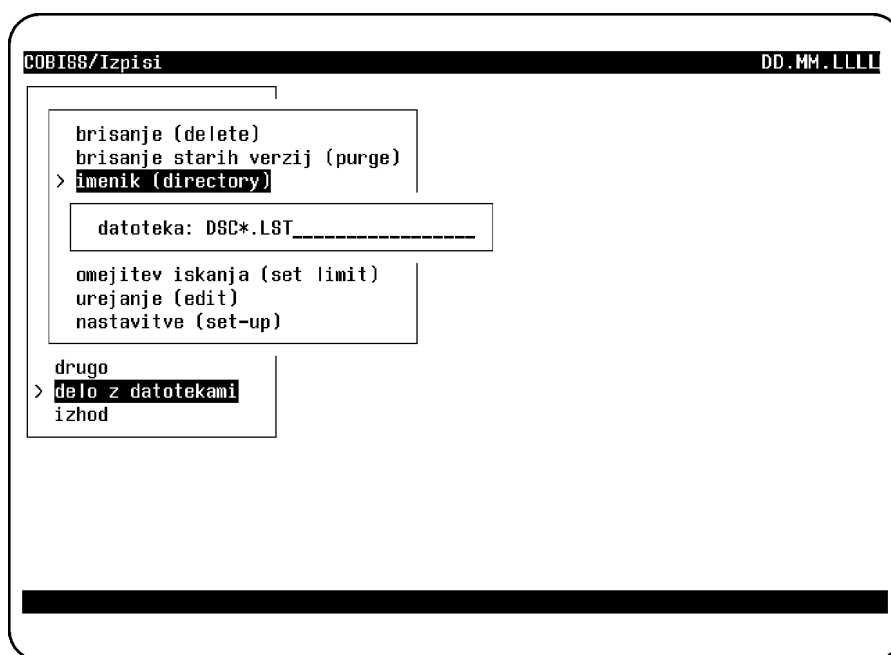 COBISS/Izpisi DD.MM.LLLL
brisanje (delete)
brisanje starih verzij (purge)
> imenik (directory)
datoteka: DSC*.LST_________________
omejitev iskanja (set limit)
urejanje (edit)
nastavitve (set-up)
drugo
> delo z datotekami
izhod